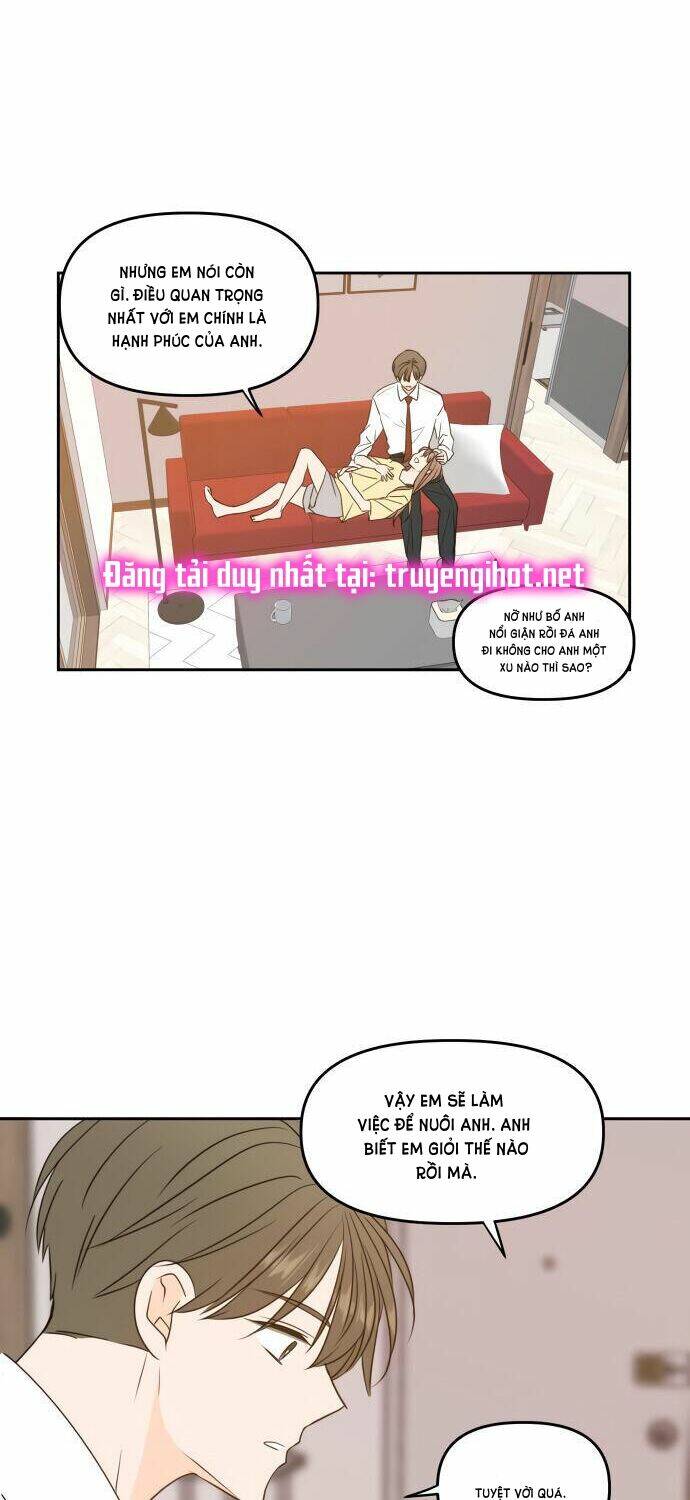 NHƯNG EM NÓI CÒN
GÌ. ĐIỀU QUAN TRỌNG
NHẤT VỚI EM CHÍNH LÀ
HẠNH PHÚC CỦA ANH.
Đăng tải duy nhất tại: truyengihot.net
NỠ NHƯ BỐ ANH
NỔI GIẬN RỒI ĐÁ ANH
ĐI KHÔNG CHO ANH MỘT
XU NÀO THÌ SAO?
VẬY EM SẼ LÀM
VIỆC ĐỂ NUÔI ANH. ANH
BIẾT EM GIỎI THẾ NÀO
RỒI MÀ.
TUYỆT VỜI QUÁ.